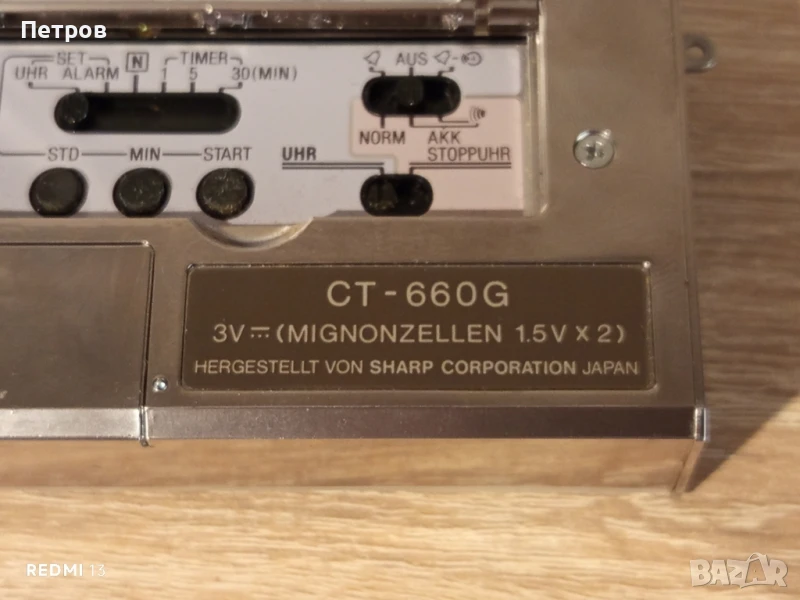 Петров
SET
TIMER
UHR ALARM N 1 5 30(MIN)
AUS
NORM AKK
STD MIN START
UHR STOPPUHR
CT-660G
3V⎓(MIGNONZELLEN 1.5V X 2)
HERGESTELLT VON SHARP CORPORATION JAPAN
REDMI 13
BAZAR